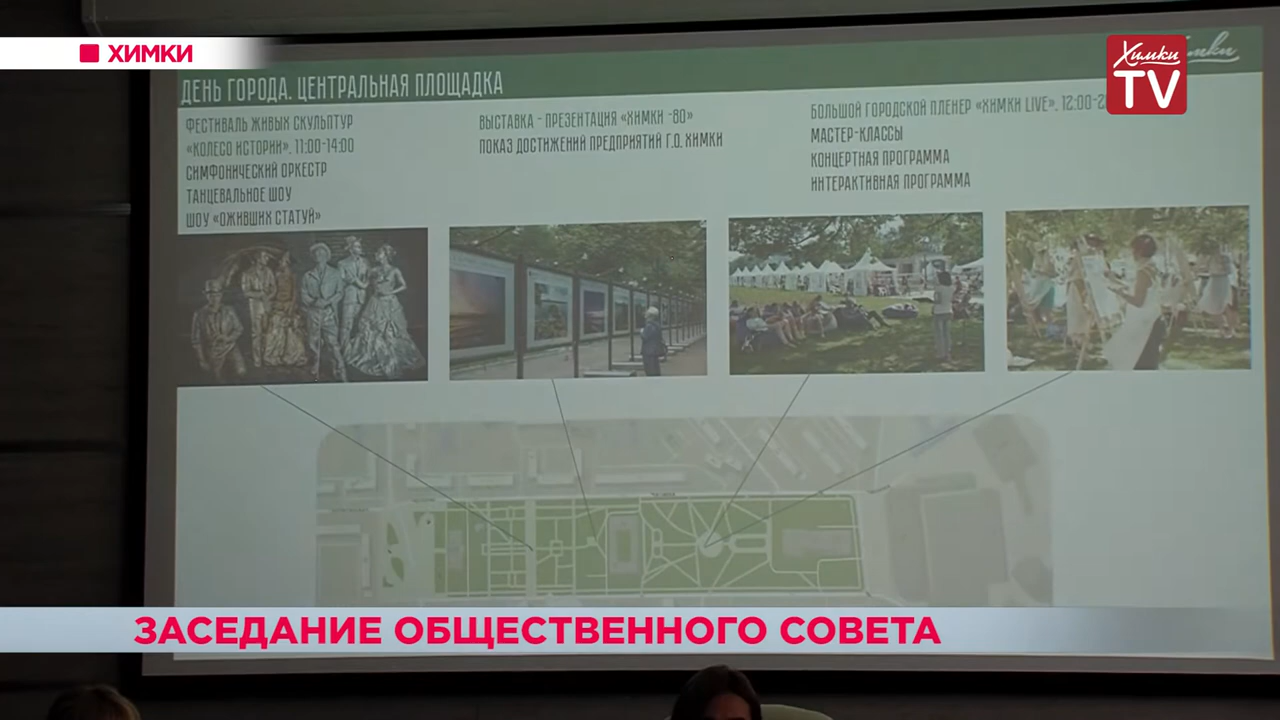 ХИМКИ
Химки
TV
ДЕНЬ ГОРОДА. ЦЕНТРАЛЬНАЯ ПЛОЩАДКА
ФЕСТИВАЛЬ ЖИВЫХ СКУЛЬПТУР
«КОЛЕСО ИСТОРИИ», 11:00-14:00
СИМФОНИЧЕСКИЙ ОРКЕСТР
ТАНЦЕВАЛЬНОЕ ШОУ
ШОУ «ОЖИВШИХ СТАТУЙ»
ВЫСТАВКА - ПРЕЗЕНТАЦИЯ «ХИМКИ -80»
ПОКАЗ ДОСТИЖЕНИЙ ПРЕДПРИЯТИЙ Г.О. ХИМКИ
БОЛЬШОЙ ГОРОДСКОЙ ПЛЕНЕР «ХИМКИ LIVE», 12:00-2
МАСТЕР-КЛАССЫ
КОНЦЕРТНАЯ ПРОГРАММА
ИНТЕРАКТИВНАЯ ПРОГРАММА
ЗАСЕДАНИЕ ОБЩЕСТВЕННОГО СОВЕТА